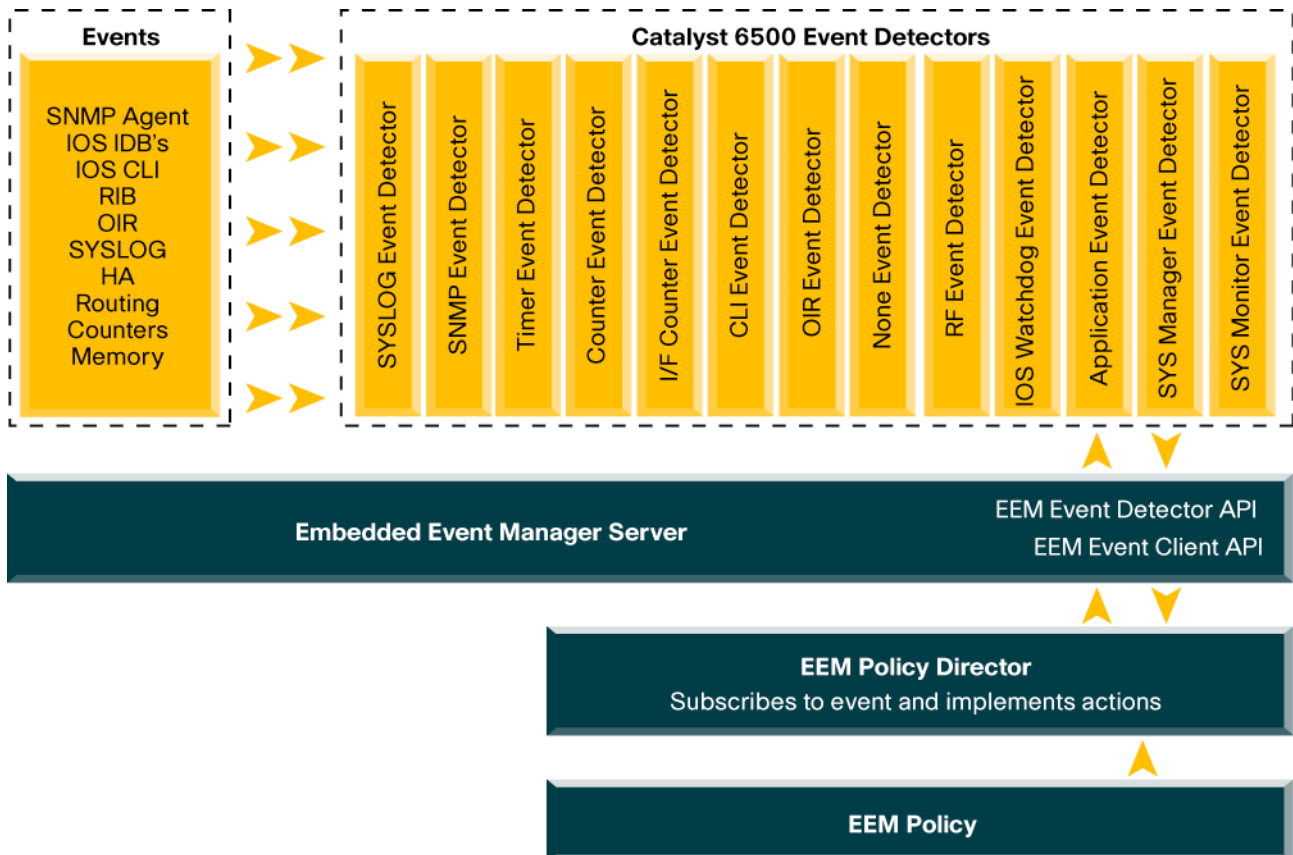 Events
SNMP Agent
IOS IDB's
IOS CLI
RIB
OIR
SYSLOG
HA
Routing
Counters
Memory
Catalyst 6500 Event Detectors
SYSLOG Event Detector
SNMP Event Detector
Timer Event Detector
Counter Event Detector
I/F Counter Event Detector
CLI Event Detector
OIR Event Detector
None Event Detector
RF Event Detector
IOS Watchdog Event Detector
Application Event Detector
SYS Manager Event Detector
SYS Monitor Event Detector
Embedded Event Manager Server
EEM Event Detector API
EEM Event Client API
EEM Policy Director
Subscribes to event and implements actions
EEM Policy